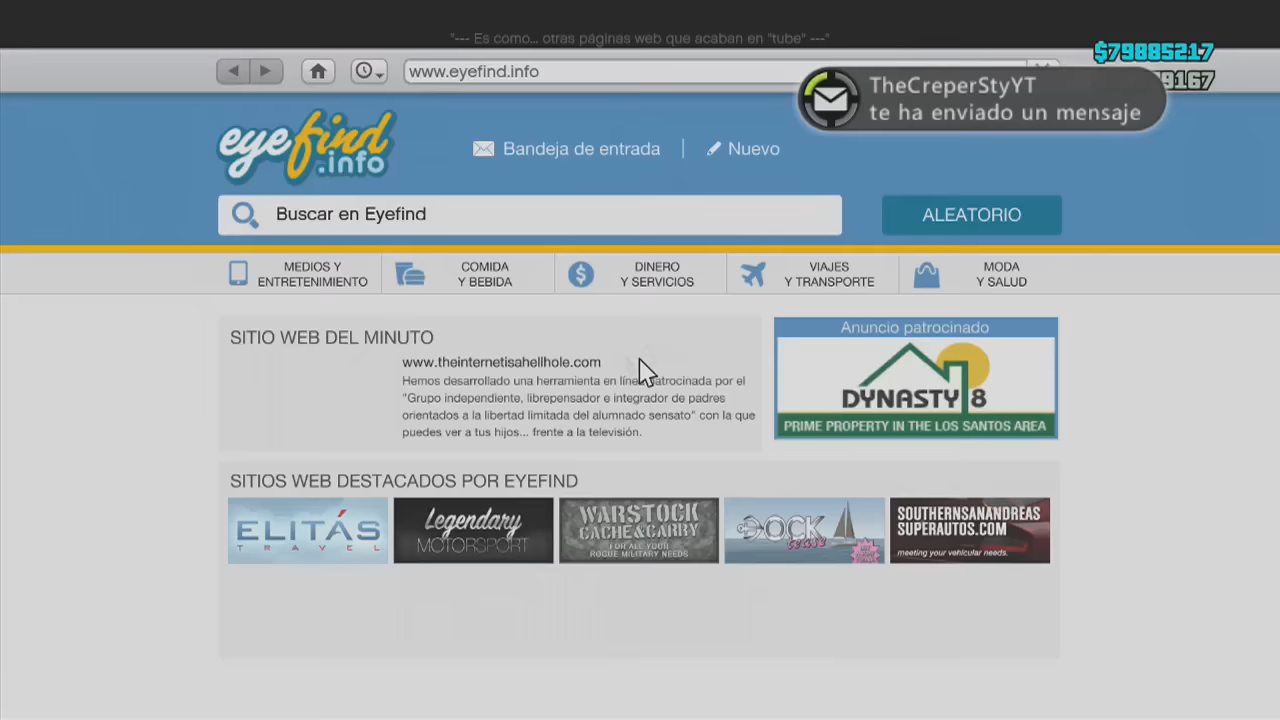 "--- Es como... otras páginas web que acaban en "tube" ---"
$79885217
9167
www.eyefind.info
TheCreperStyYT
te ha enviado un mensaje
eyefind
.info
Bandeja de entrada
Nuevo
Buscar en Eyefind
ALEATORIO
MEDIOS Y
ENTRETENIMIENTO
COMIDA
Y BEBIDA
DINERO
Y SERVICIOS
VIAJES
Y TRANSPORTE
MODA
Y SALUD
SITIO WEB DEL MINUTO
www.theinternetisahellhole.com
Hemos desarrollado una herramienta en línea patrocinada por el
"Grupo independiente, librepensador e integrador de padres
orientados a la libertad limitada del alumnado sensato" con la que
puedes ver a tus hijos... frente a la televisión.
Anuncio patrocinado
DYNASTY 8
PRIME PROPERTY IN THE LOS SANTOS AREA
SITIOS WEB DESTACADOS POR EYEFIND
ELITÁS
TRAVEL
Legendary
MOTORSPORT
WARSTOCK
CACHE & CARRY
FOR ALL YOUR
ROGUE MILITARY NEEDS
DOCK
tease
SOUTHERNSANANDREAS
SUPERAUTOS.COM
meeting your vehicular needs.